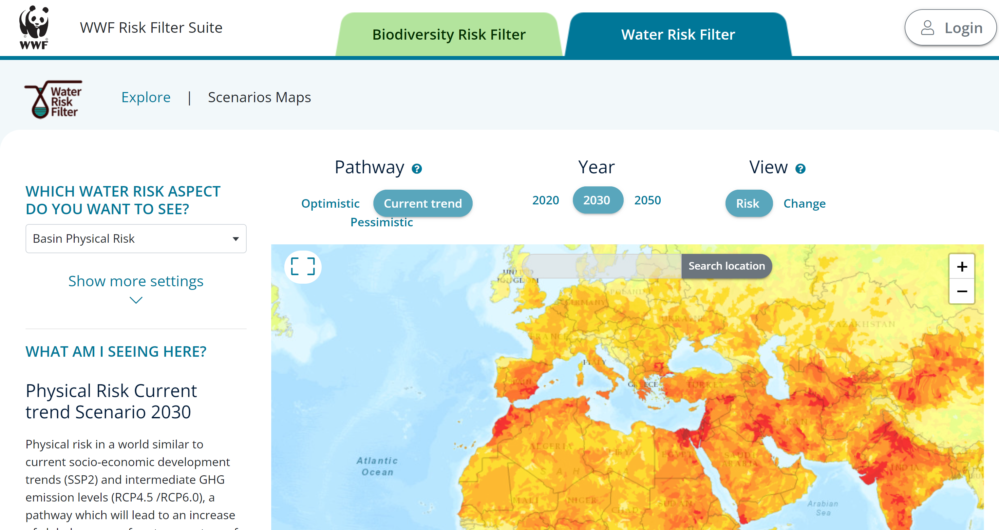 WWF
WWF Risk Filter Suite
Biodiversity Risk Filter
Water Risk Filter
Login
Water
Risk
Filter
Explore | Scenarios Maps
WHICH WATER RISK ASPECT
DO YOU WANT TO SEE?
Basin Physical Risk
Show more settings
WHAT AM I SEEING HERE?
Physical Risk Current
trend Scenario 2030
Physical risk in a world similar to
current socio-economic development
trends (SSP2) and intermediate GHG
emission levels (RCP4.5 /RCP6.0), a
pathway which will lead to an increase
Pathway ?
Optimistic Current trend
Pessimistic
Year
2020 2030 2050
View ?
Risk Change
Search location
+
−
UNITED
KINGDOM
POLAND
GERMANY
UKRAINE
KAZAKHSTAN
FRANCE
ITALY
SPAIN
GREECE
TURKEY
IRAN
ALGERIA
LIBYA
EGYPT
SAUDI
ARABIA
INDIA
Atlantic
Ocean
SAHARA
MALI
NIGER
CHAD
SUDAN
Arabian
Sea